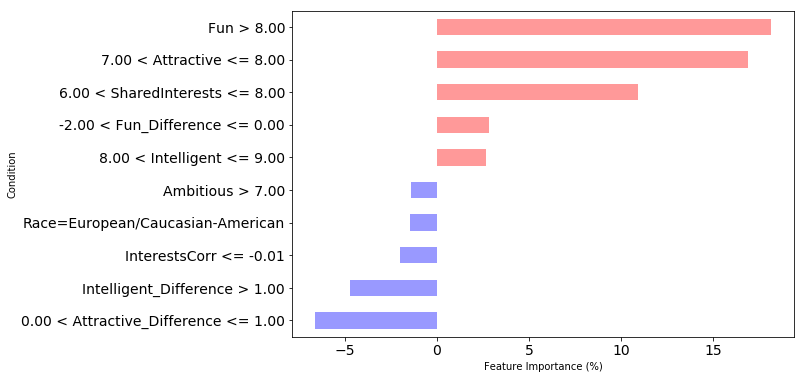 Fun > 8.00
7.00 < Attractive <= 8.00
6.00 < SharedInterests <= 8.00
-2.00 < Fun_Difference <= 0.00
8.00 < Intelligent <= 9.00
Ambitious > 7.00
Race=European/Caucasian-American
InterestsCorr <= -0.01
Intelligent_Difference > 1.00
0.00 < Attractive_Difference <= 1.00
Condition
−5 0 5 10 15
Feature Importance (%)